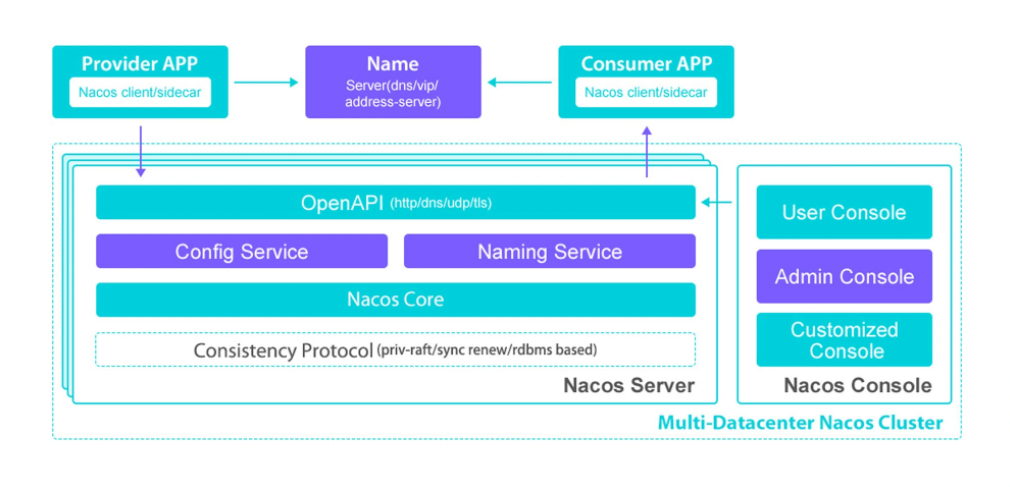 Provider APP
Nacos client/sidecar
Name
Server(dns/vip/
address-server)
Consumer APP
Nacos client/sidecar
OpenAPI (http/dns/udp/tls)
Config Service
Naming Service
Nacos Core
Consistency Protocol (priv-raft/sync renew/rdbms based)
Nacos Server
User Console
Admin Console
Customized
Console
Nacos Console
Multi-Datacenter Nacos Cluster